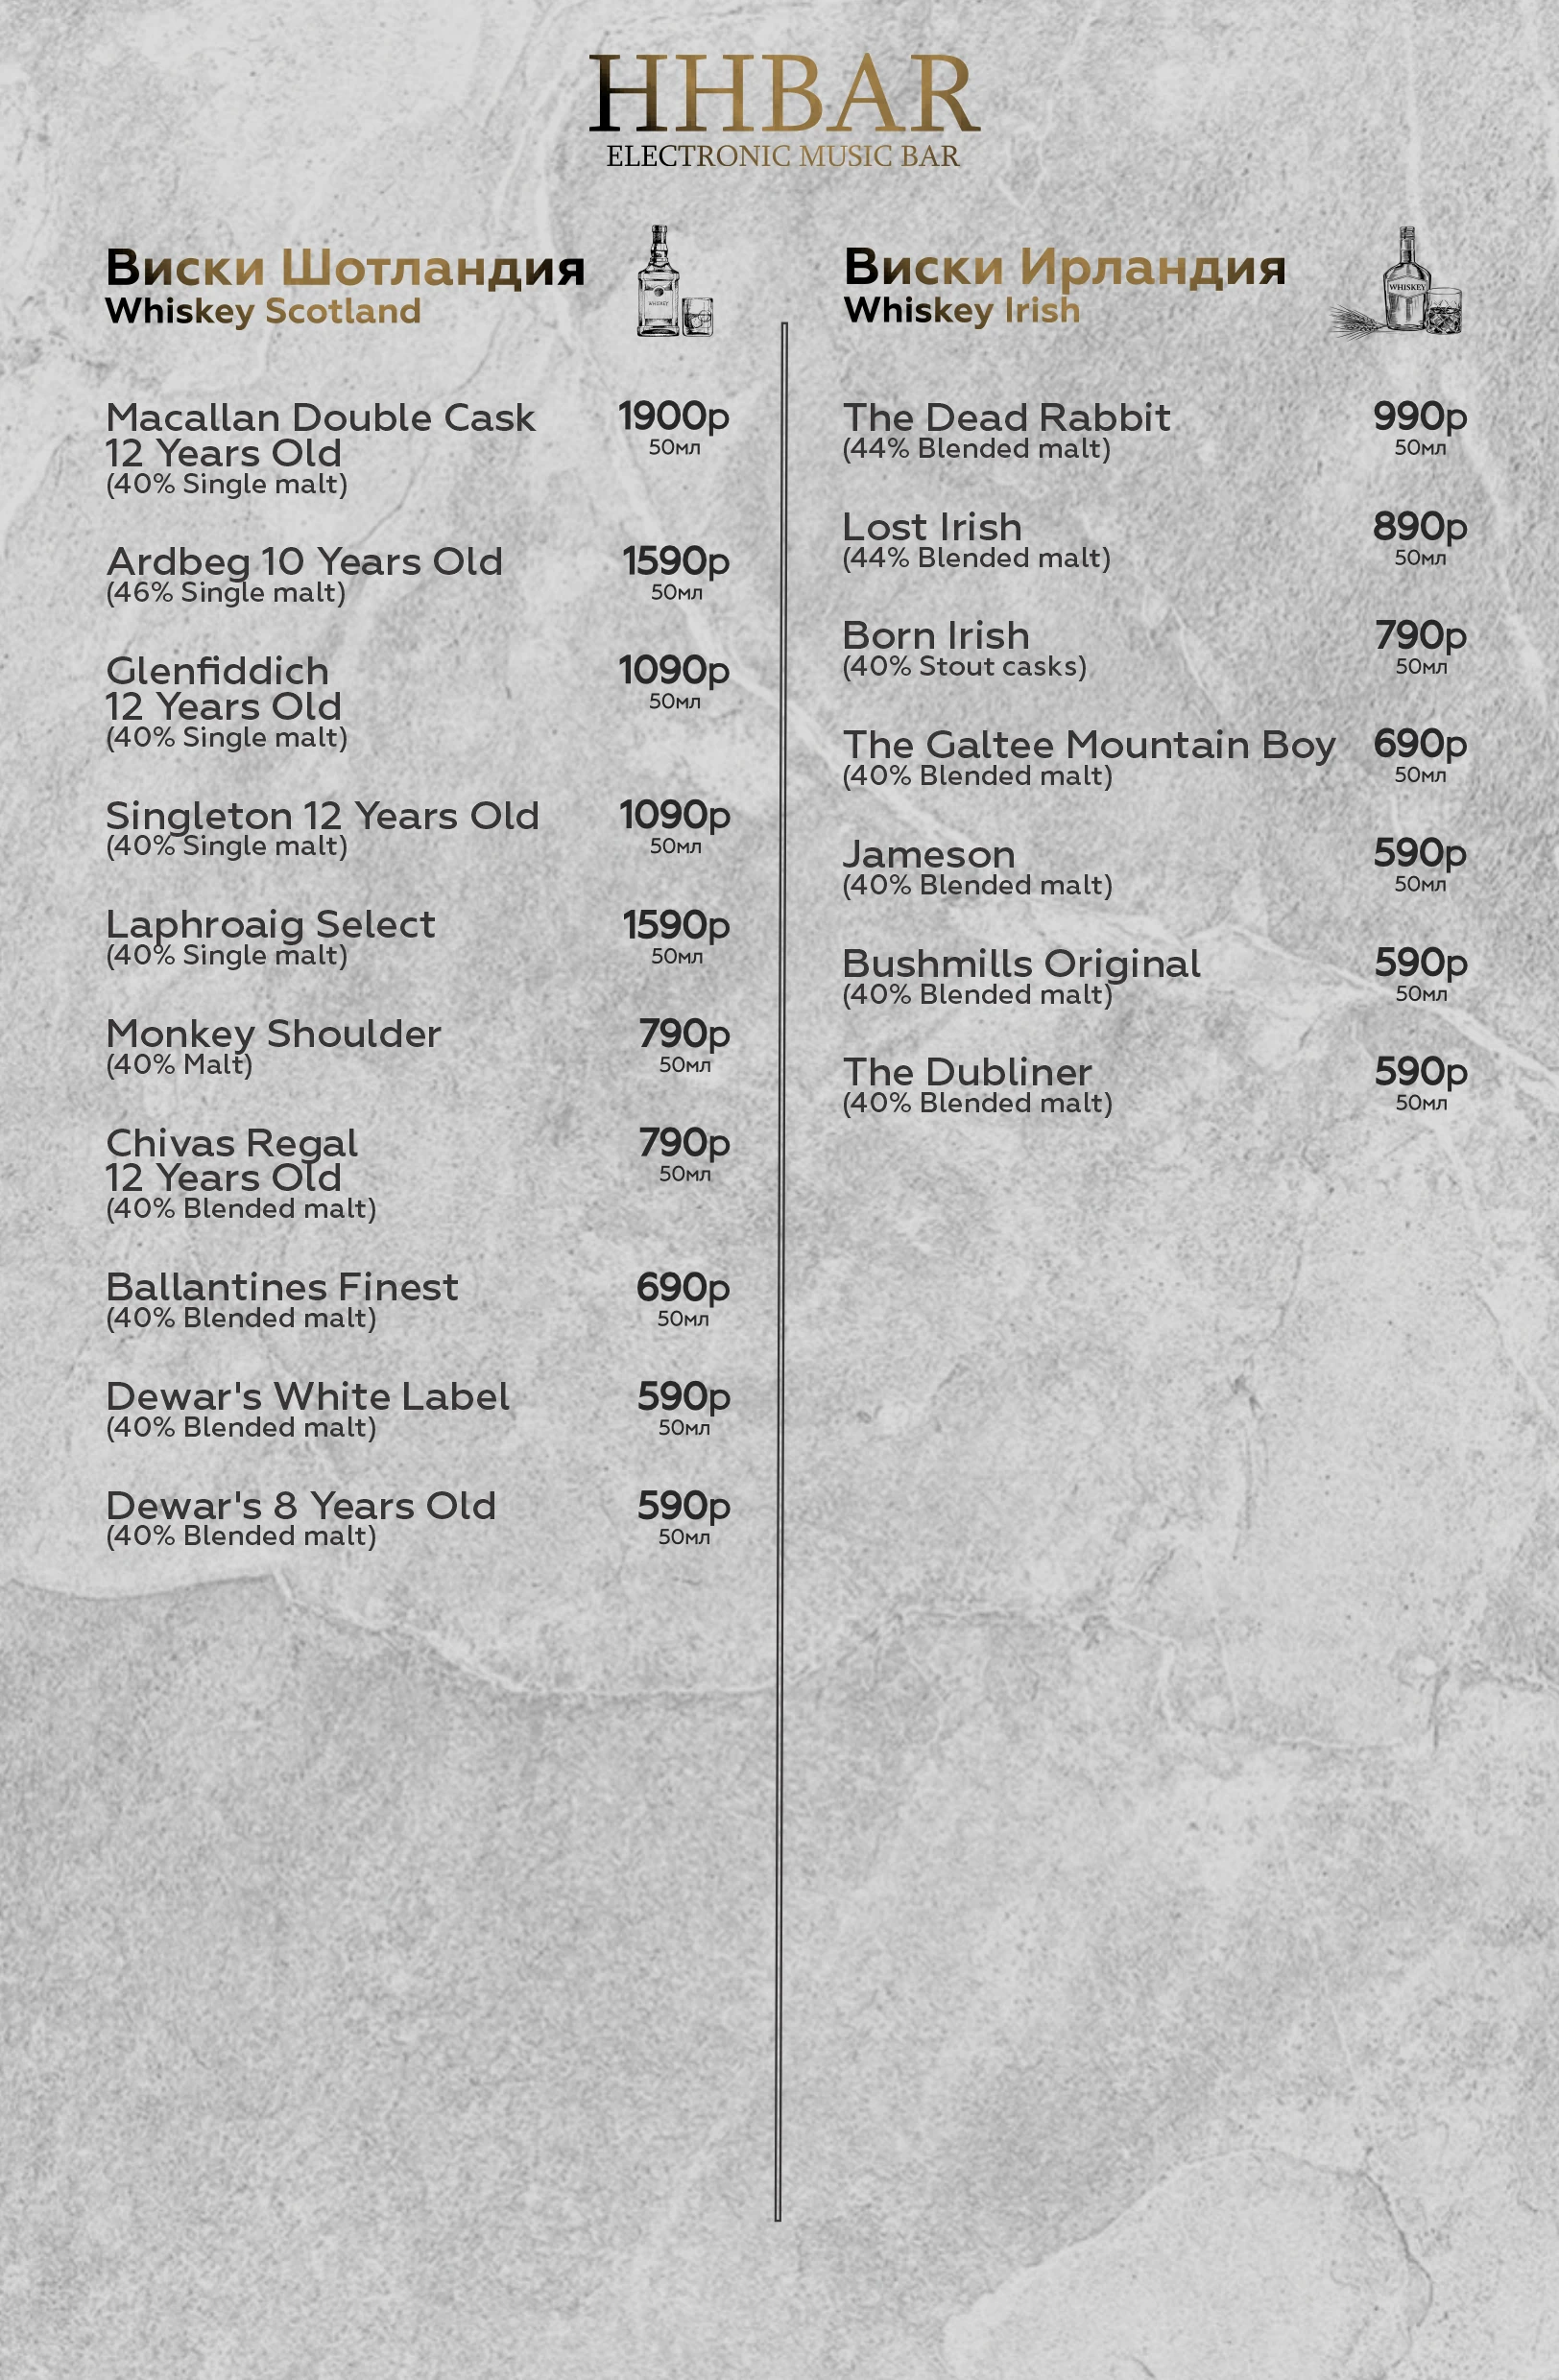 HHBAR
ELECTRONIC MUSIC BAR
Виски Шотландия
Whiskey Scotland
WHISKEY
Macallan Double Cask 1900р
12 Years Old 50мл
(40% Single malt)
Ardbeg 10 Years Old 1590р
(46% Single malt) 50мл
Glenfiddich 1090р
12 Years Old 50мл
(40% Single malt)
Singleton 12 Years Old 1090р
(40% Single malt) 50мл
Laphroaig Select 1590р
(40% Single malt) 50мл
Monkey Shoulder 790р
(40% Malt) 50мл
Chivas Regal 790р
12 Years Old 50мл
(40% Blended malt)
Ballantines Finest 690р
(40% Blended malt) 50мл
Dewar's White Label 590р
(40% Blended malt) 50мл
Dewar's 8 Years Old 590р
(40% Blended malt) 50мл
Виски Ирландия
Whiskey Irish
WHISKEY
The Dead Rabbit 990р
(44% Blended malt) 50мл
Lost Irish 890р
(44% Blended malt) 50мл
Born Irish 790р
(40% Stout casks) 50мл
The Galtee Mountain Boy 690р
(40% Blended malt) 50мл
Jameson 590р
(40% Blended malt) 50мл
Bushmills Original 590р
(40% Blended malt) 50мл
The Dubliner 590р
(40% Blended malt) 50мл